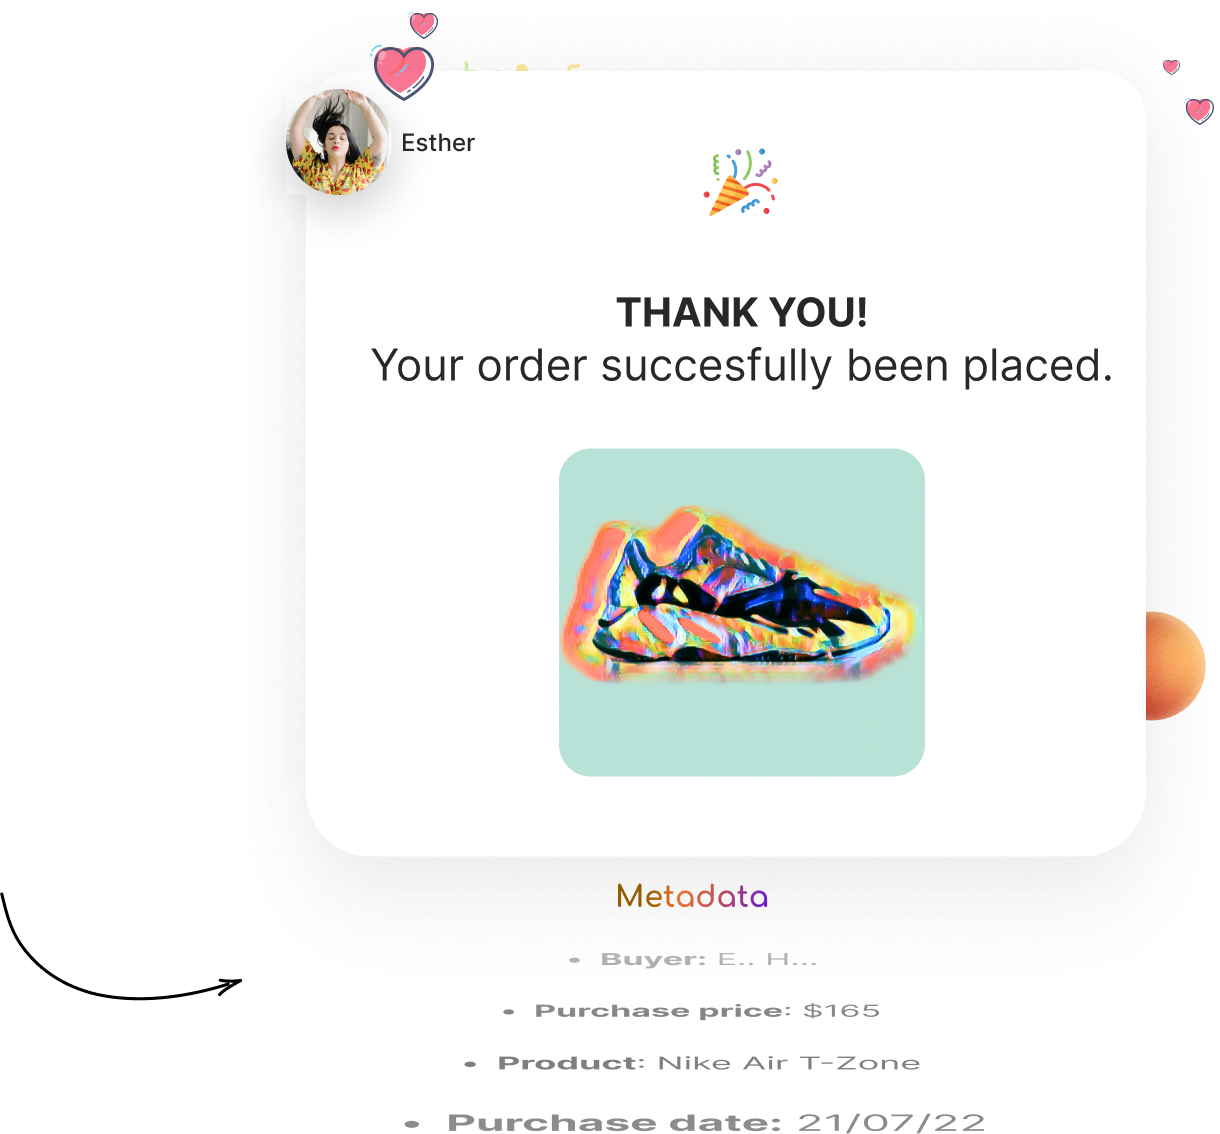 Esther
THANK YOU!
Your order succesfully been placed.
Metadata
• Buyer: E.. H...
• Purchase price: $165
• Product: Nike Air T-Zone
• Purchase date: 21/07/22